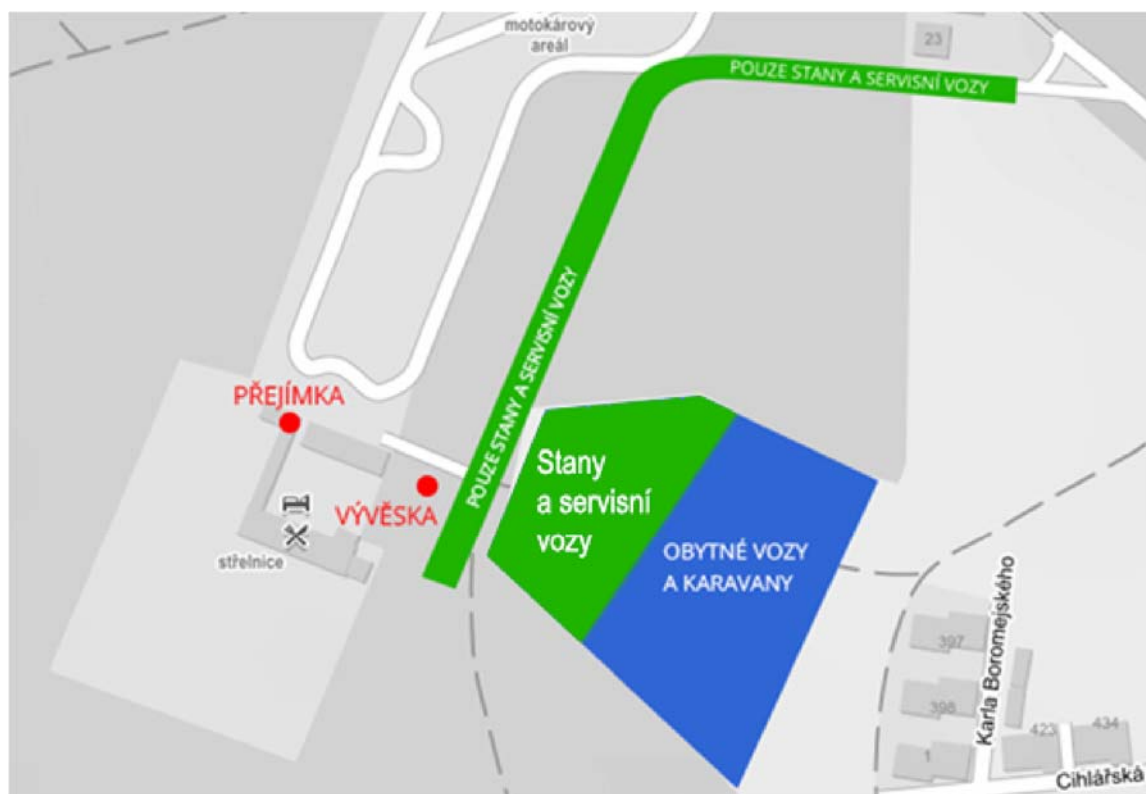 motokárový
areál
23
POUZE STANY A SERVISNÍ VOZY
POUZE STANY A SERVISNÍ VOZY
PŘEJÍMKA
VÝVĚSKA
střelnice
Stany
a servisní
vozy
OBYTNÉ VOZY
A KARAVANY
397
398
1
Karla Boromejského
423
434
Cihlářská